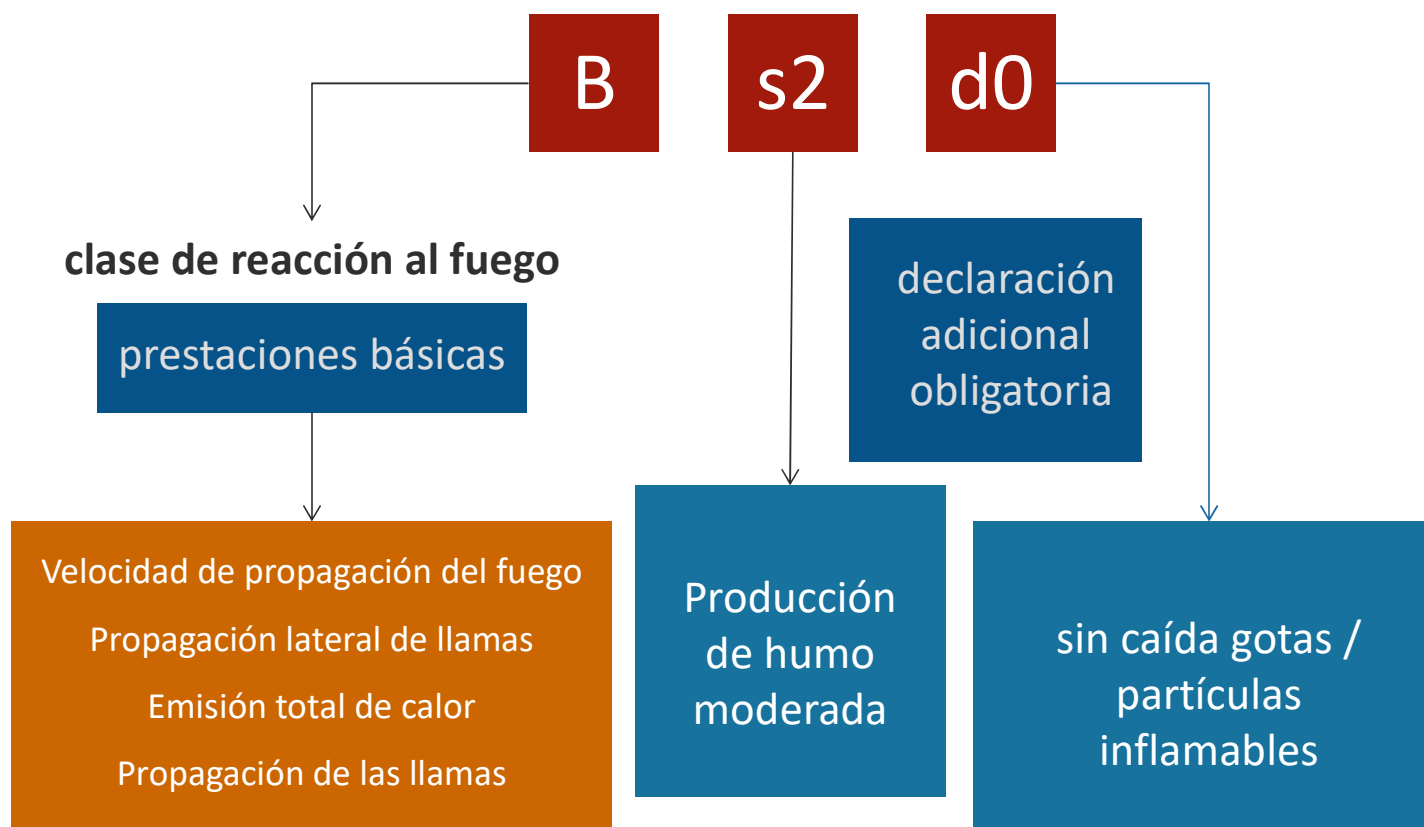 B s2 d0
clase de reacción al fuego
prestaciones básicas
declaración
adicional
obligatoria
Velocidad de propagación del fuego
Propagación lateral de llamas
Emisión total de calor
Propagación de las llamas
Producción
de humo
moderada
sin caída gotas /
partículas
inflamables